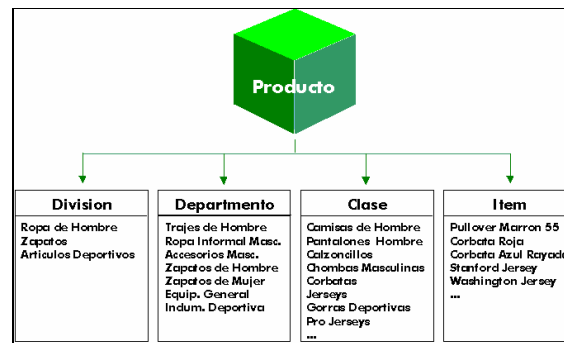 Producto
Division
Ropa de Hombre
Zapatos
Articulos Deportivos
Departmento
Trajes de Hombre
Ropa Informal Masc.
Accesorios Masc.
Zapatos de Hombre
Zapatos de Mujer
Equip. General
Indum. Deportiva
Clase
Camisas de Hombre
Pantalones Hombre
Calzoncillos
Chombas Masculinas
Corbatas
Jerseys
Gorras Deportivas
Pro Jerseys
...
Item
Pullover Marron 55
Corbata Roja
Corbata Azul Rayada
Stanford Jersey
Washington Jersey
...